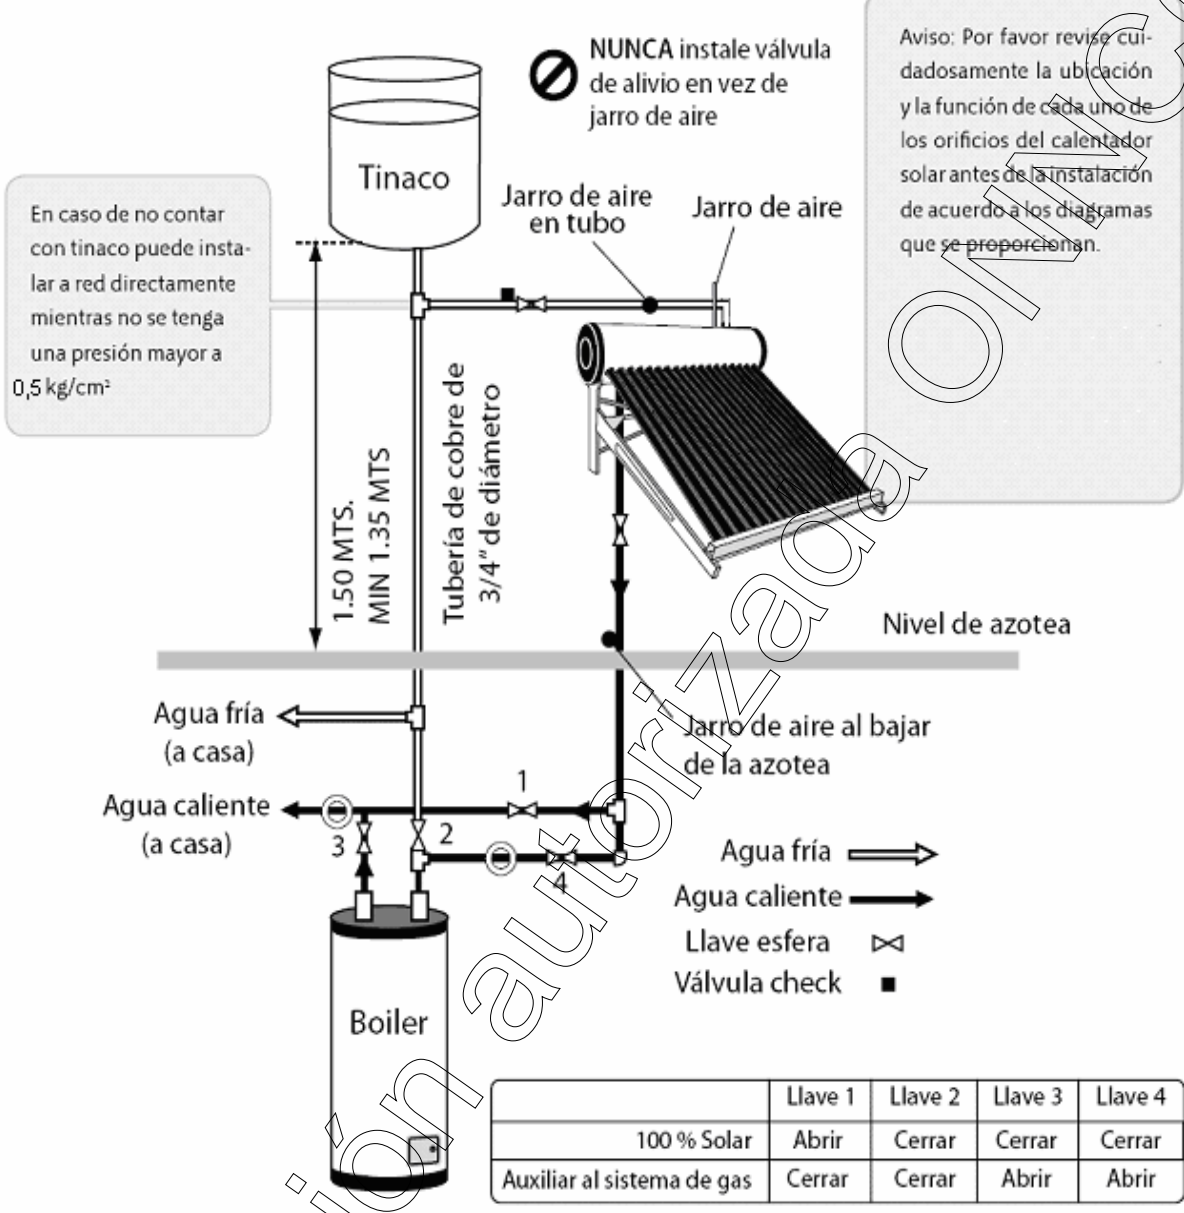 NUNCA instale válvula
de alivio en vez de
jarro de aire
Aviso: Por favor revise cui-
dadosamente la ubicación
y la función de cada uno de
los orificios del calentador
solar antes de la instalación
de acuerdo a los diagramas
que se proporcionan.
Tinaco
Jarro de aire
en tubo
Jarro de aire
En caso de no contar
con tinaco puede insta-
lar a red directamente
mientras no se tenga
una presión mayor a
0,5 kg/cm²
1.50 MTS.
MIN 1.35 MTS
Tubería de cobre de
3/4" de diámetro
Nivel de azotea
Agua fría
(a casa)
Jarro de aire al bajar
de la azotea
Agua caliente
(a casa)
1
2
3
4
Agua fría
Agua caliente
Llave esfera
Válvula check
Boiler
Llave 1 Llave 2 Llave 3 Llave 4
100 % Solar Abrir Cerrar Cerrar Cerrar
Auxiliar al sistema de gas Cerrar Cerrar Abrir Abrir
autorizada